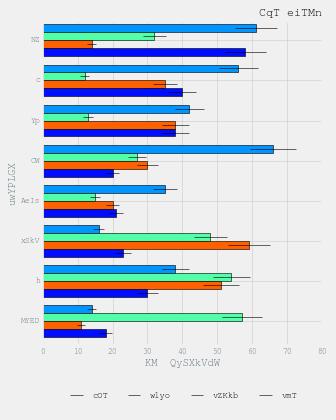 CqT eiTMn
NZ
c
Yp
CW
Aels
x8kV
h
MYED
uwYPLGX
0 10 20 30 40 50 60 70 80
KM QySXkVdW
cOT wlyo vZKkb vmT